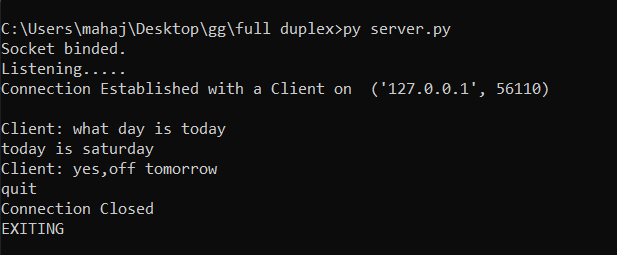 C:\Users\mahaj\Desktop\gg\full duplex>py server.py
Socket binded.
Listening.....
Connection Established with a Client on  ('127.0.0.1', 56110)
Client: what day is today
today is saturday
Client: yes,off tomorrow
quit
Connection Closed
EXITING